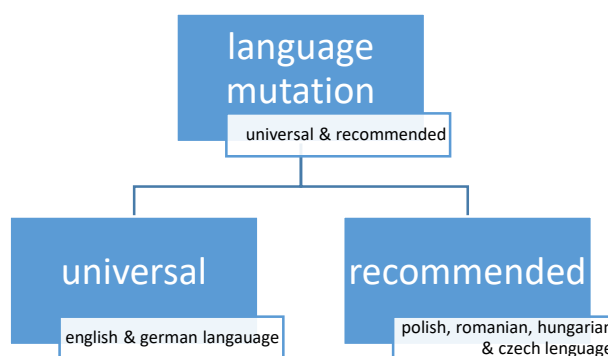 language
mutation
universal & recommended
universal
english & german langauage
recommended
polish, romanian, hungarian
& czech lenguage